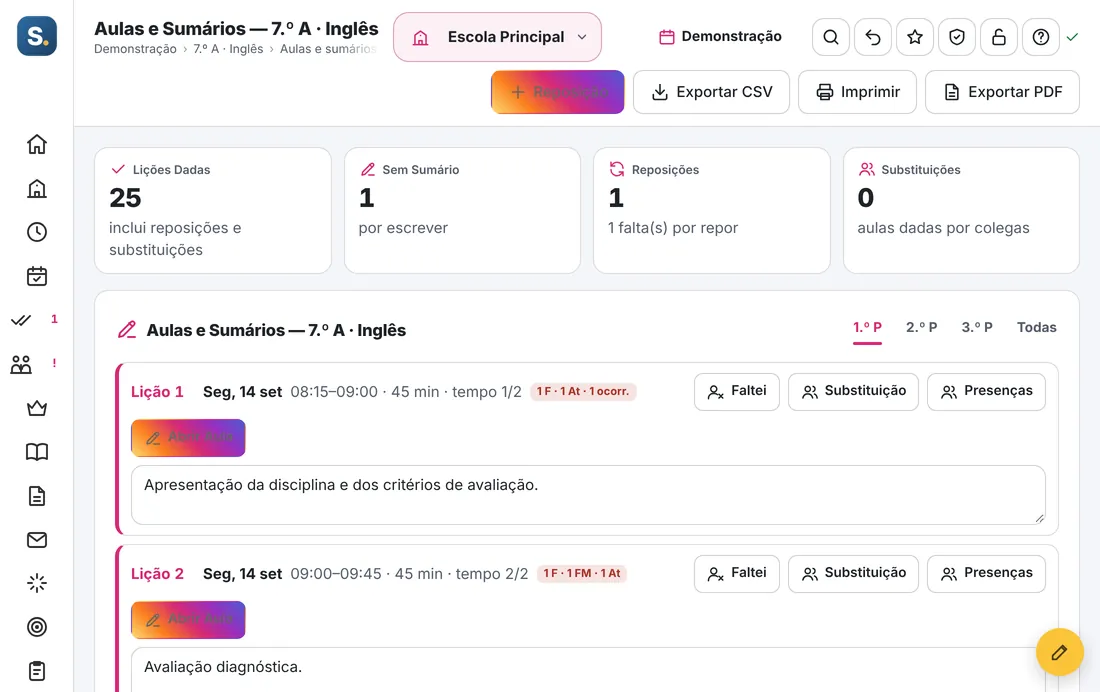 S.
Aulas e Sumários — 7.º A · Inglês
Demonstração › 7.º A · Inglês › Aulas e sumários
Escola Principal
Demonstração
+ Reposição
Exportar CSV
Imprimir
Exportar PDF
Lições Dadas
25
inclui reposições e
substituições
Sem Sumário
1
por escrever
Reposições
1
1 falta(s) por repor
Substituições
0
aulas dadas por colegas
1
!
Aulas e Sumários — 7.º A · Inglês
1.º P
2.º P
3.º P
Todas
Lição 1 Seg, 14 set 08:15–09:00 · 45 min · tempo 1/2 1 F · 1 At · 1 ocorr.
Faltei
Substituição
Presenças
Abrir Aula
Apresentação da disciplina e dos critérios de avaliação.
Lição 2 Seg, 14 set 09:00–09:45 · 45 min · tempo 2/2 1 F · 1 FM · 1 At
Faltei
Substituição
Presenças
Abrir Aula
Avaliação diagnóstica.